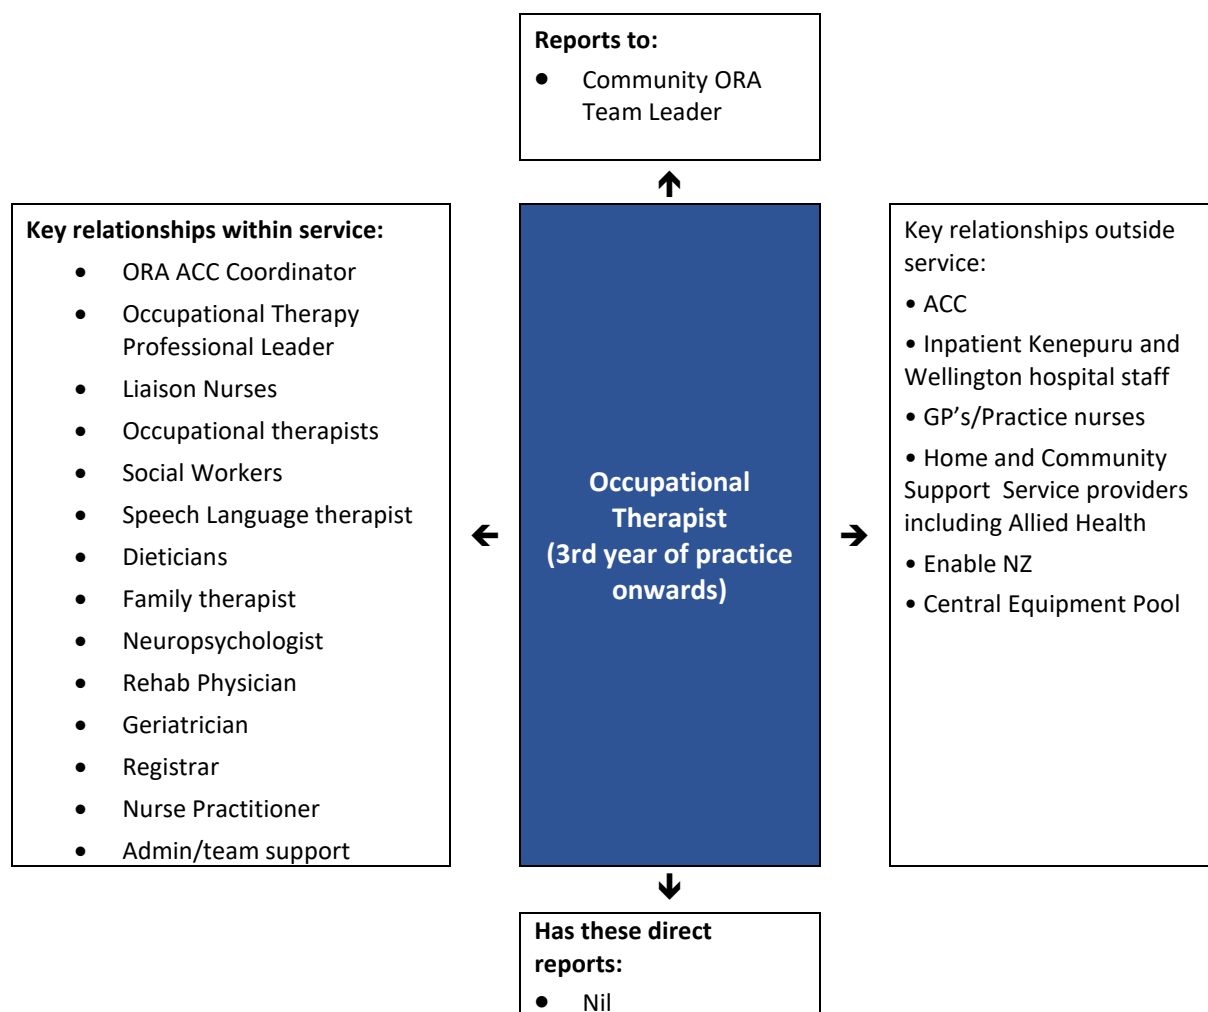 Reports to:
● Community ORA
Team Leader
↑
Key relationships within service:
● ORA ACC Coordinator
● Occupational Therapy
Professional Leader
● Liaison Nurses
● Occupational therapists
● Social Workers
● Speech Language therapist
● Dieticians
● Family therapist
● Neuropsychologist
● Rehab Physician
● Geriatrician
● Registrar
● Nurse Practitioner
● Admin/team support
←
Occupational
Therapist
(3rd year of practice
onwards)
→
Key relationships outside
service:
• ACC
• Inpatient Kenepuru and
Wellington hospital staff
• GP’s/Practice nurses
• Home and Community
Support  Service providers
including Allied Health
• Enable NZ
• Central Equipment Pool
↓
Has these direct
reports:
● Nil